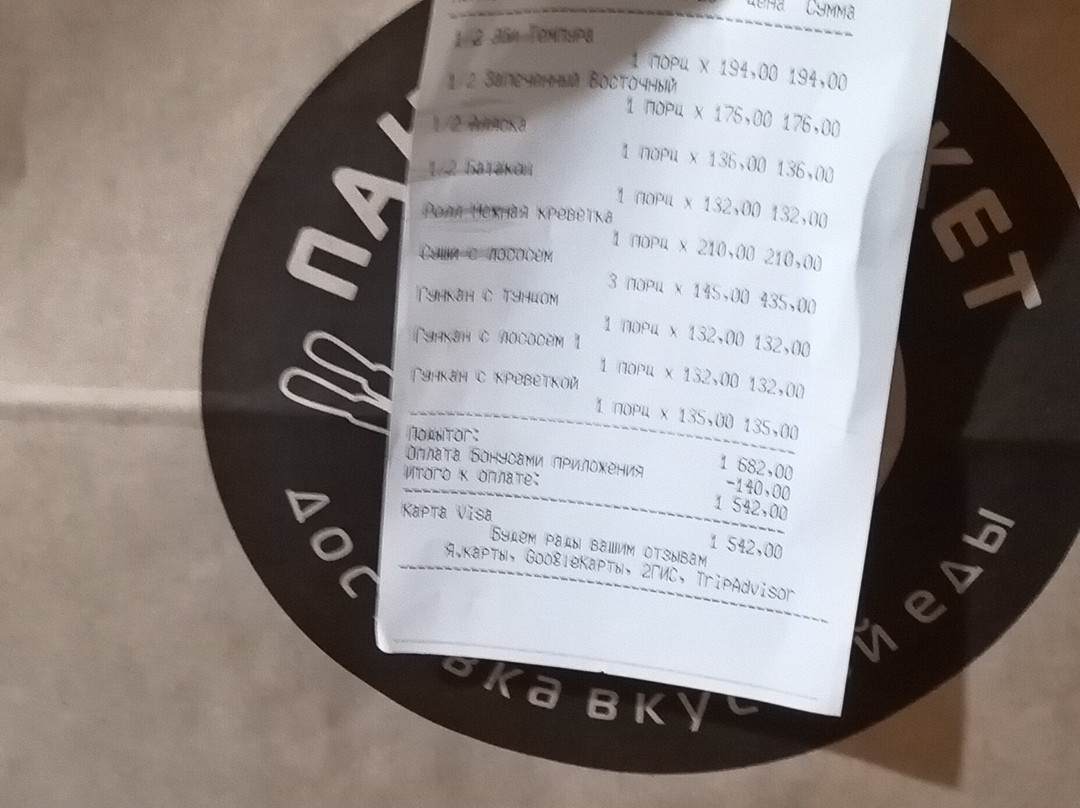 цена Сумма
1/2 Эби Темпура
1 порц x 194,00 194,00
1/2 Запеченный Восточный
1 порц x 176,00 176,00
1/2 Аляска
1 порц x 136,00 136,00
1/2 Балакон
1 порц x 132,00 132,00
Ролл Нежная креветка
1 порц x 210,00 210,00
Суши с лососем
3 порц x 145,00 435,00
Гункан с тунцом
1 порц x 132,00 132,00
Гункан с лососем 1
1 порц x 132,00 132,00
Гункан с креветкой
1 порц x 135,00 135,00
Подытог: 1 682,00
Оплата бонусами приложения -140,00
Итого к оплате: 1 542,00
Карта Visa 1 542,00
Будем рады вашим отзывам
Я.карты, GoogleКарты, 2ГИС, TripAdvisor
ПА КЕТ
ДОС вка вкус й еды